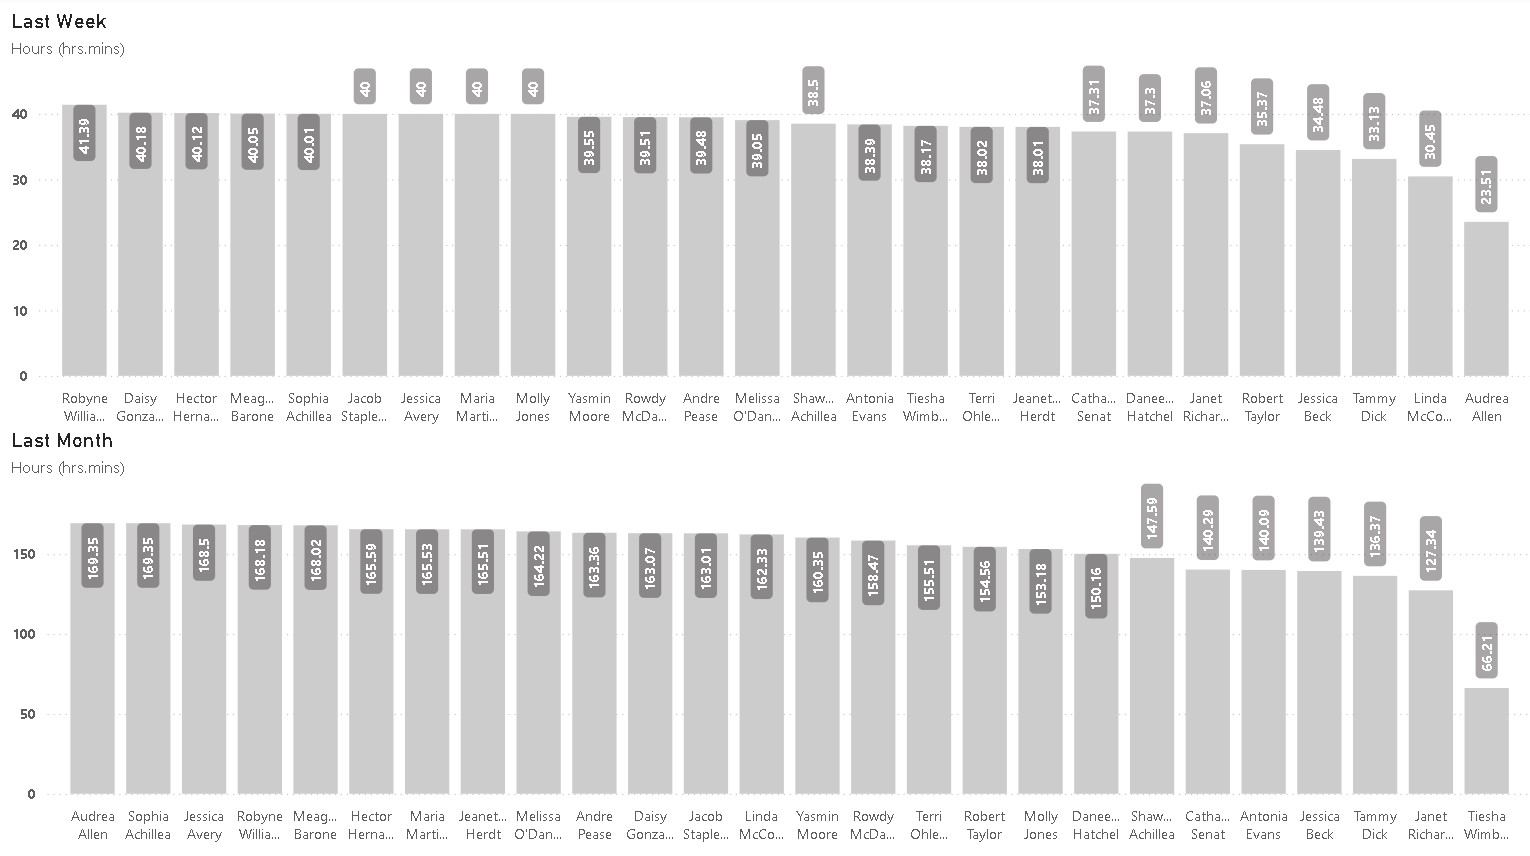 Last Week
Hours (hrs.mins)
40
30
20
10
0
41.39
40.18
40.12
40.05
40.01
40
40
40
40
39.55
39.51
39.48
39.05
38.5
38.39
38.17
38.02
38.01
37.31
37.3
37.06
35.37
34.48
33.13
30.45
23.51
Robyne Willia...
Daisy Gonza...
Hector Herna...
Meag... Barone
Sophia Achillea
Jacob Staple...
Jessica Avery
Maria Marti...
Molly Jones
Yasmin Moore
Rowdy McDa...
Andre Pease
Melissa O'Dan...
Shaw... Achillea
Antonia Evans
Tiesha Wimb...
Terri Ohle...
Jeanet... Herdt
Catha... Senat
Danee... Hatchel
Janet Richar...
Robert Taylor
Jessica Beck
Tammy Dick
Linda McCo...
Audrea Allen
Last Month
Hours (hrs.mins)
150
100
50
0
169.35
169.35
168.5
168.18
168.02
165.59
165.53
165.51
164.22
163.36
163.07
163.01
162.33
160.35
158.47
155.51
154.56
153.18
150.16
147.59
140.29
140.09
139.43
136.37
127.34
66.21
Audrea Allen
Sophia Achillea
Jessica Avery
Robyne Willia...
Meag... Barone
Hector Herna...
Maria Marti...
Jeanet... Herdt
Melissa O'Dan...
Andre Pease
Daisy Gonza...
Jacob Staple...
Linda McCo...
Yasmin Moore
Rowdy McDa...
Terri Ohle...
Robert Taylor
Molly Jones
Danee... Hatchel
Shaw... Achillea
Catha... Senat
Antonia Evans
Jessica Beck
Tammy Dick
Janet Richar...
Tiesha Wimb...